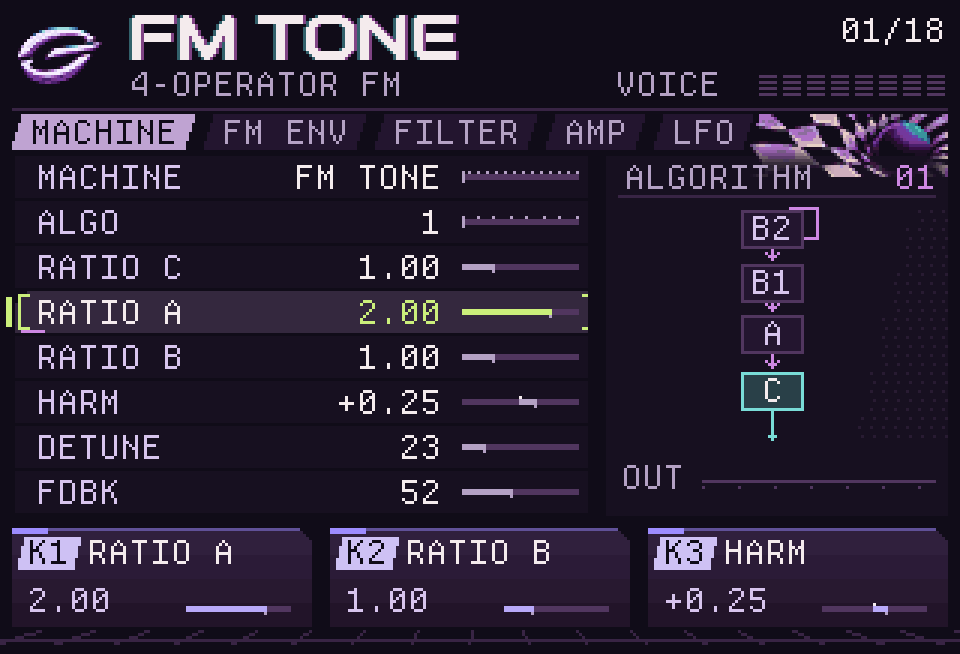 FM TONE
01/18
4-OPERATOR FM
VOICE
MACHINE FM ENV FILTER AMP LFO
MACHINE FM TONE
ALGO 1
RATIO C 1.00
RATIO A 2.00
RATIO B 1.00
HARM +0.25
DETUNE 23
FDBK 52
ALGORITHM 01
B2
B1
A
C
OUT
K1 RATIO A
2.00
K2 RATIO B
1.00
K3 HARM
+0.25